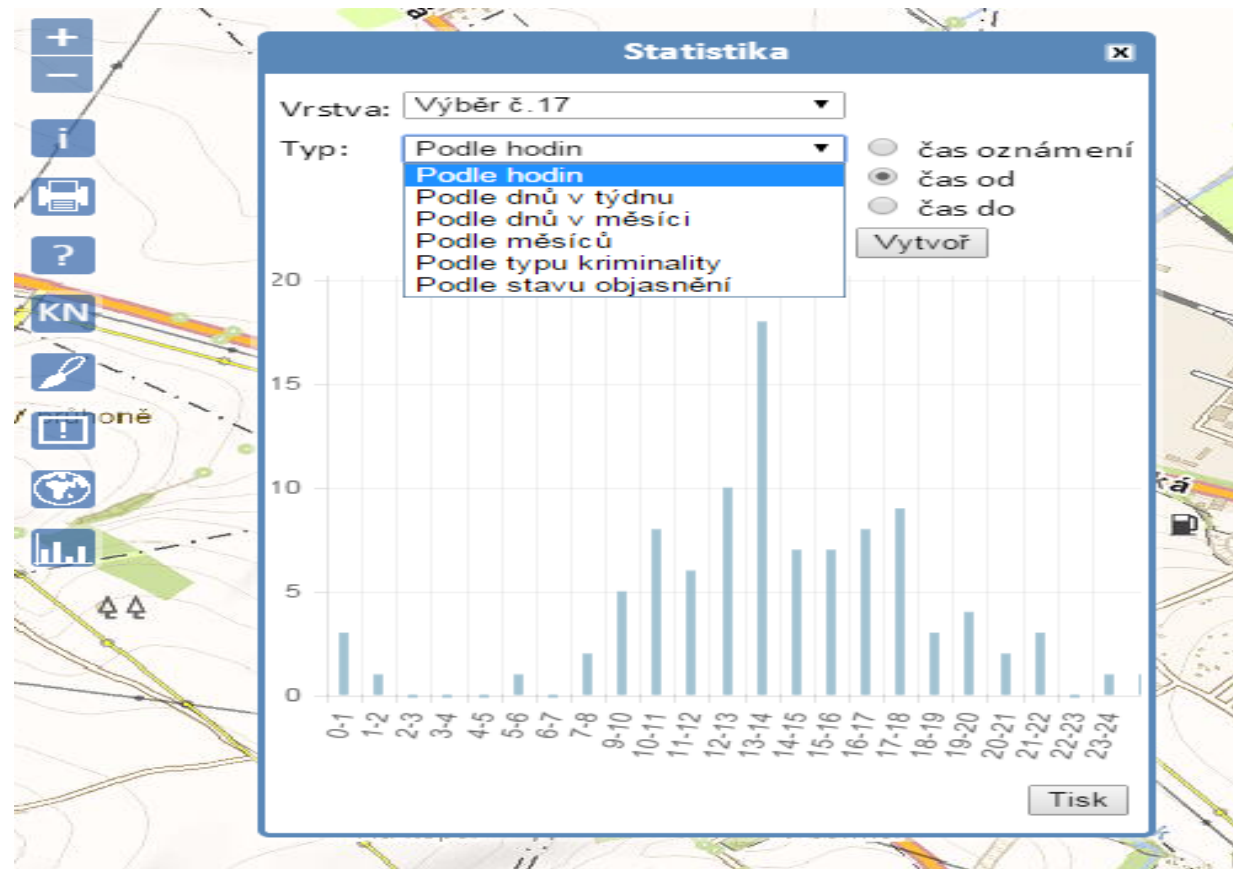 +
Statistika
x
−
Vrstva: Výběr č.17
i
Typ: Podle hodin
čas oznámení
Podle hodin
čas od
Podle dnů v týdnu
Podle dnů v měsíci
čas do
Podle měsíců
Vytvoř
?
Podle typu kriminality
Podle stavu objasnění
KN
20
15
10
5
0
0-1 1-2 2-3 3-4 4-5 5-6 6-7 7-8 9-10 10-11 11-12 12-13 13-14 14-15 15-16 16-17 17-18 18-19 19-20 20-21 21-22 22-23 23-24
Tisk